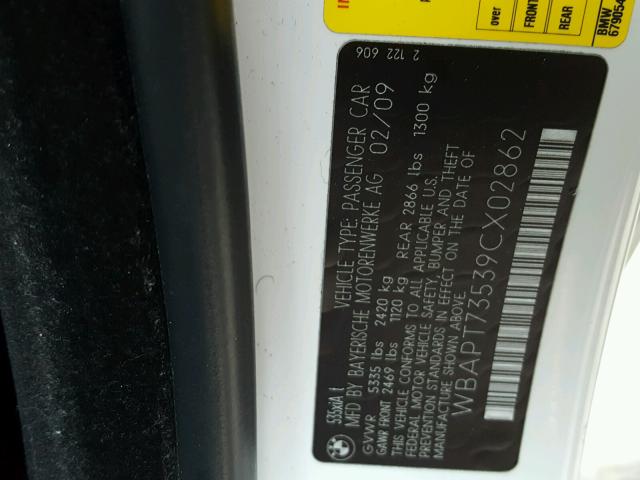 535xiA 1
2 122 606
VEHICLE TYPE: PASSENGER CAR
MFD BY BAYERISCHE MOTORENWERKE AG 02/09
GVWR 5335 lbs 2420 kg
GAWR FRONT 2469 lbs 1120 kg REAR 2866 lbs 1300 kg
THIS VEHICLE CONFORMS TO ALL APPLICABLE U.S.
FEDERAL MOTOR VEHICLE SAFETY, BUMPER AND THEFT
PREVENTION STANDARDS IN EFFECT ON THE DATE OF
MANUFACTURE SHOWN ABOVE.
WBAPT73539CX02862
over
FRONT
REAR
BMW